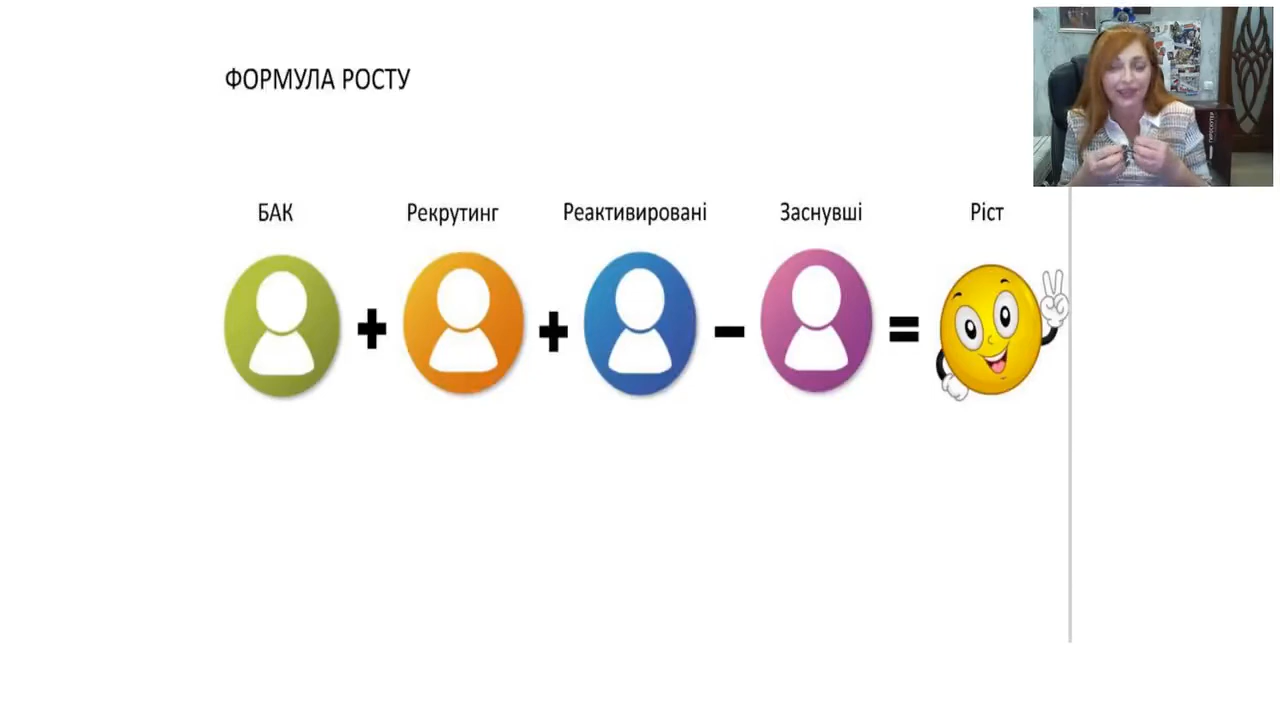 ФОРМУЛА РОСТУ
БАК
Рекрутинг
Реактивировані
Заснувші
Ріст